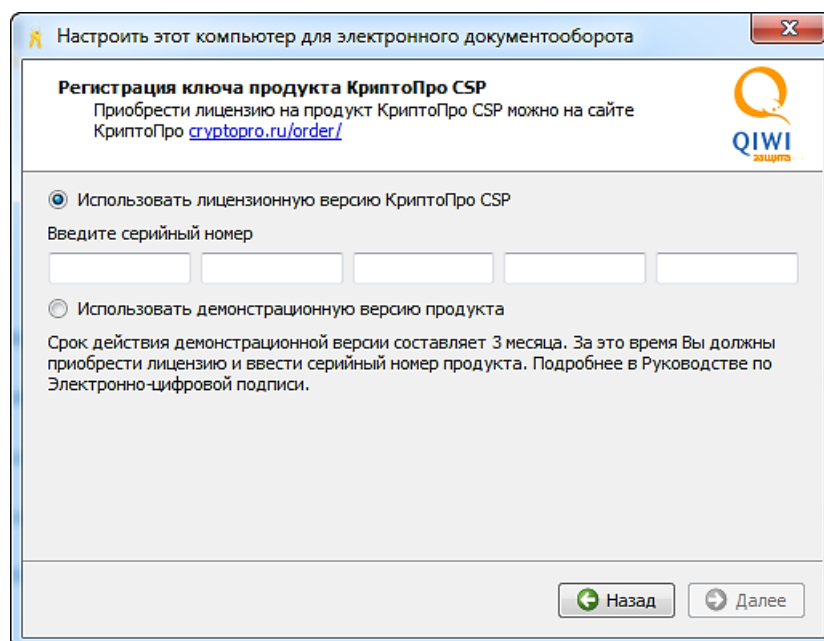 Настроить этот компьютер для электронного документооборота
Регистрация ключа продукта КриптоПро CSP
Приобрести лицензию на продукт КриптоПро CSP можно на сайте
КриптоПро cryptopro.ru/order/
QIWI
защита
Использовать лицензионную версию КриптоПро CSP
Введите серийный номер
Использовать демонстрационную версию продукта
Срок действия демонстрационной версии составляет 3 месяца. За это время Вы должны
приобрести лицензию и ввести серийный номер продукта. Подробнее в Руководстве по
Электронно-цифровой подписи.
Назад
Далее